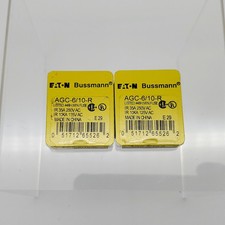 EATON Bussmann
AGC-6/10-R
IR 35A 250V AC
IR 10KA 125V AC
MADE IN CHINA E 29
0 51712 65526 2
EATON Bussmann
AGC-6/10-R
IR 35A 250V AC
IR 10KA 125V AC
MADE IN CHINA E 29
0 51712 65526 2